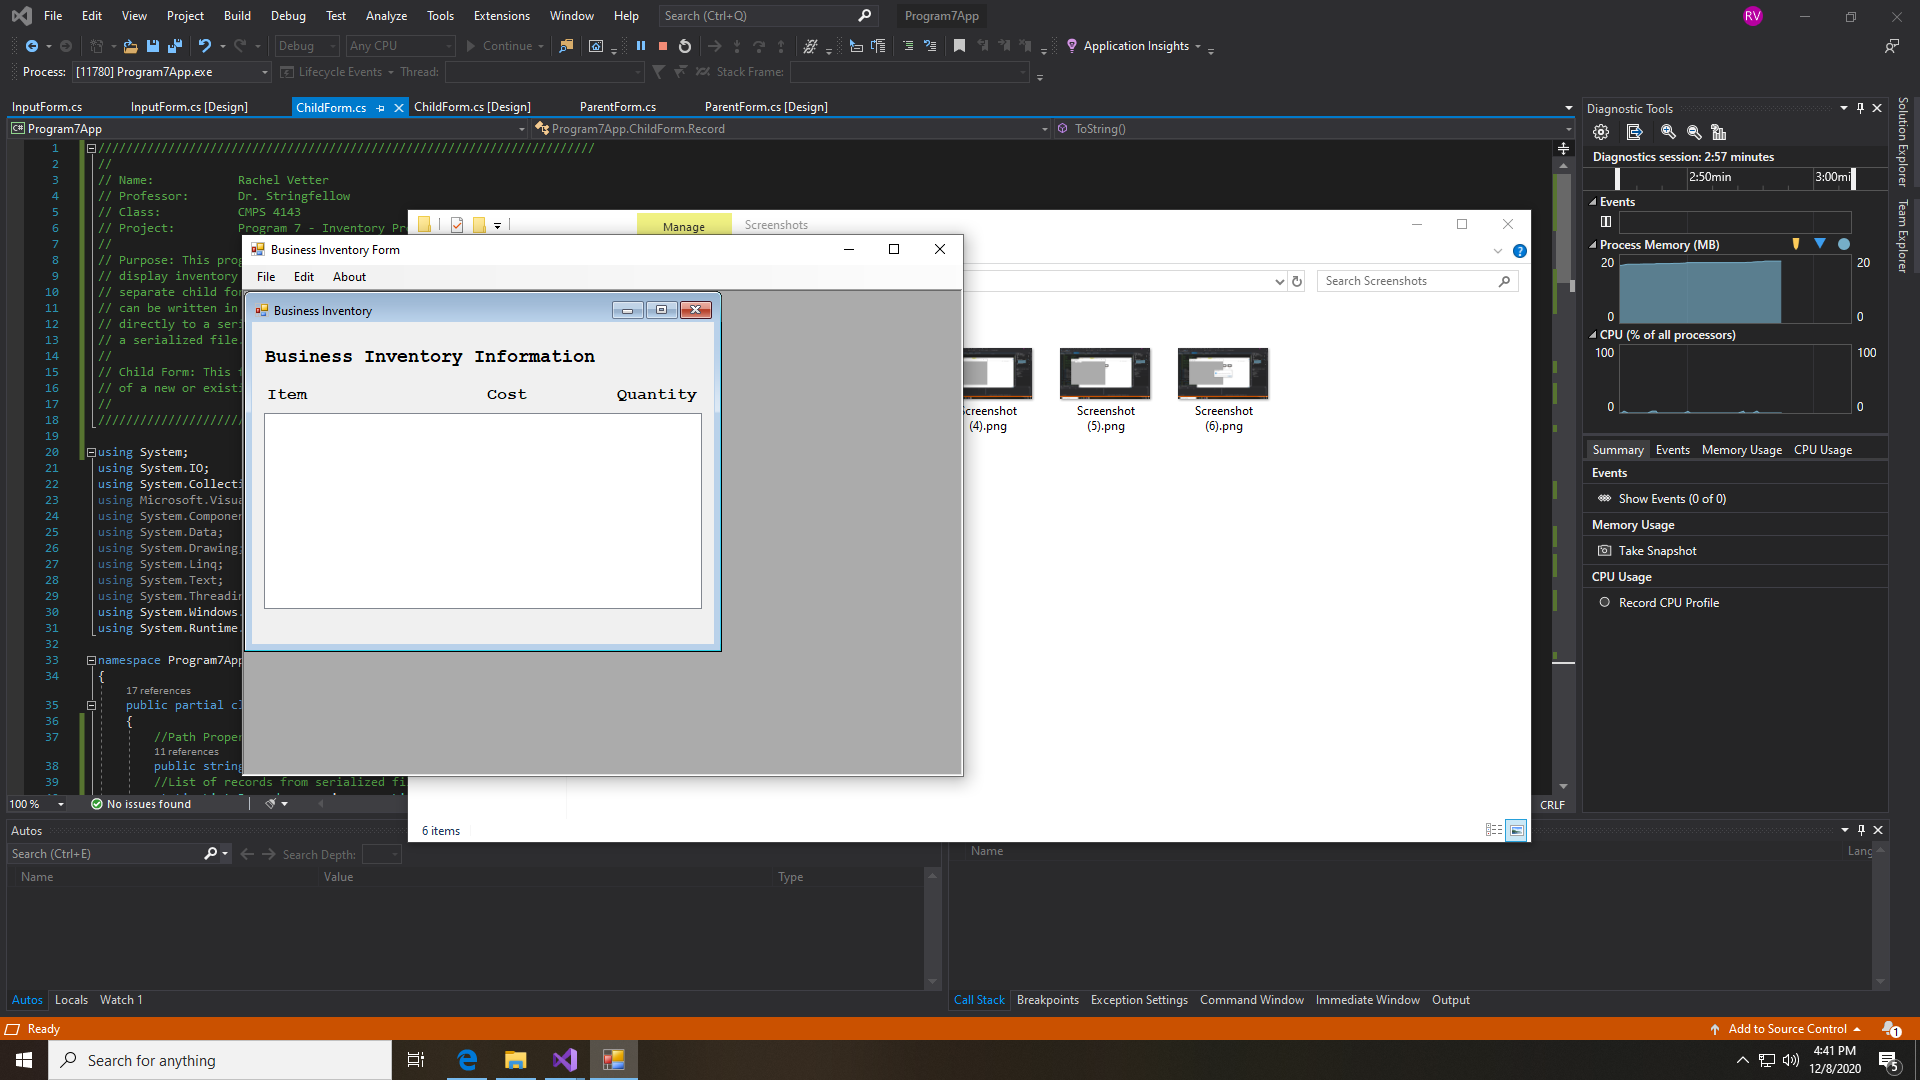 File Edit View Project Build Debug Test Analyze Tools Extensions Window Help Search (Ctrl+Q) Program7App RV
Debug Any CPU Continue Application Insights
Process: [11780] Program7App.exe Lifecycle Events Thread: Stack Frame:
InputForm.cs InputForm.cs [Design] ChildForm.cs ChildForm.cs [Design] ParentForm.cs ParentForm.cs [Design]
C# Program7App Program7App.ChildForm.Record ToString()
1 ///////////////////////////////////////////////////////////////////////
2 //
3 // Name: Rachel Vetter
4 // Professor: Dr. Stringfellow
5 // Class: CMPS 4143
6 // Project: Program 7 - Inventory Pr
7 //
8 // Purpose: This pro
9 // display inventory
10 // separate child fo
11 // can be written in
12 // directly to a ser
13 // a serialized file.
14 //
15 // Child Form: This f
16 // of a new or exist
17 //
18 /////////////////////
19
20 using System;
21 using System.IO;
22 using System.Collecti
23 using Microsoft.Visua
24 using System.Componen
25 using System.Data;
26 using System.Drawing;
27 using System.Linq;
28 using System.Text;
29 using System.Threadin
30 using System.Windows.
31 using System.Runtime.
32
33 namespace Program7App
34 {
17 references
35 public partial cl
36 {
37 //Path Proper
11 references
38 public string
39 //List of records from serialized fi
100 % No issues found CRLF
Manage Screenshots
Search Screenshots
Screenshot
(4).png
Screenshot
(5).png
Screenshot
(6).png
6 items
Business Inventory Form
File Edit About
Business Inventory
Business Inventory Information
Item Cost Quantity
Diagnostic Tools
Diagnostics session: 2:57 minutes
2:50min 3:00mi
Events
Process Memory (MB)
20 20
0 0
CPU (% of all processors)
100 100
0 0
Summary Events Memory Usage CPU Usage
Events
Show Events (0 of 0)
Memory Usage
Take Snapshot
CPU Usage
Record CPU Profile
Solution Explorer
Team Explorer
Autos
Search (Ctrl+E) Search Depth:
Name Value Type
Name Lang
Autos Locals Watch 1
Call Stack Breakpoints Exception Settings Command Window Immediate Window Output
Ready Add to Source Control 1
Search for anything
4:41 PM
12/8/2020
5